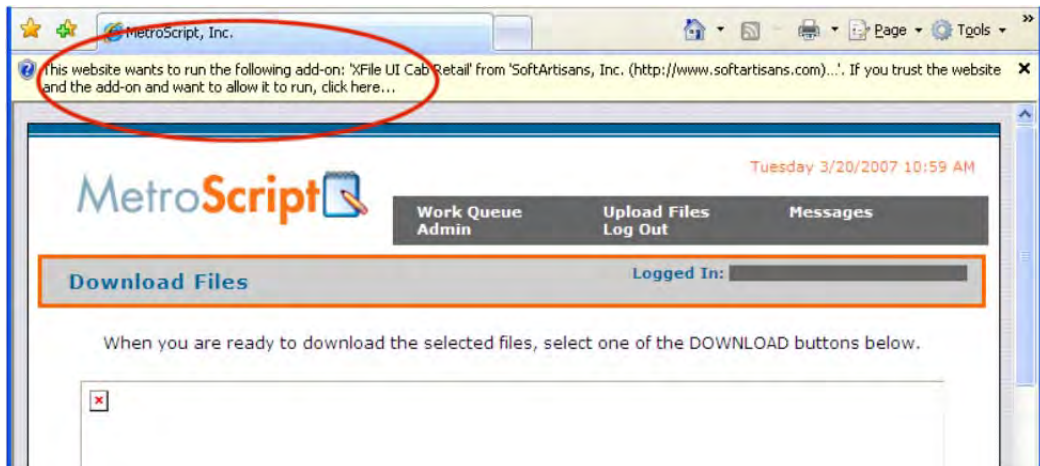 MetroScript, Inc.
Page
Tools
»
This website wants to run the following add-on: 'XFile UI Cab Retail' from 'SoftArtisans, Inc. (http://www.softartisans.com)...'. If you trust the website
and the add-on and want to allow it to run, click here...
Tuesday 3/20/2007 10:59 AM
MetroScript
Work Queue Upload Files Messages
Admin Log Out
Download Files Logged In:
When you are ready to download the selected files, select one of the DOWNLOAD buttons below.